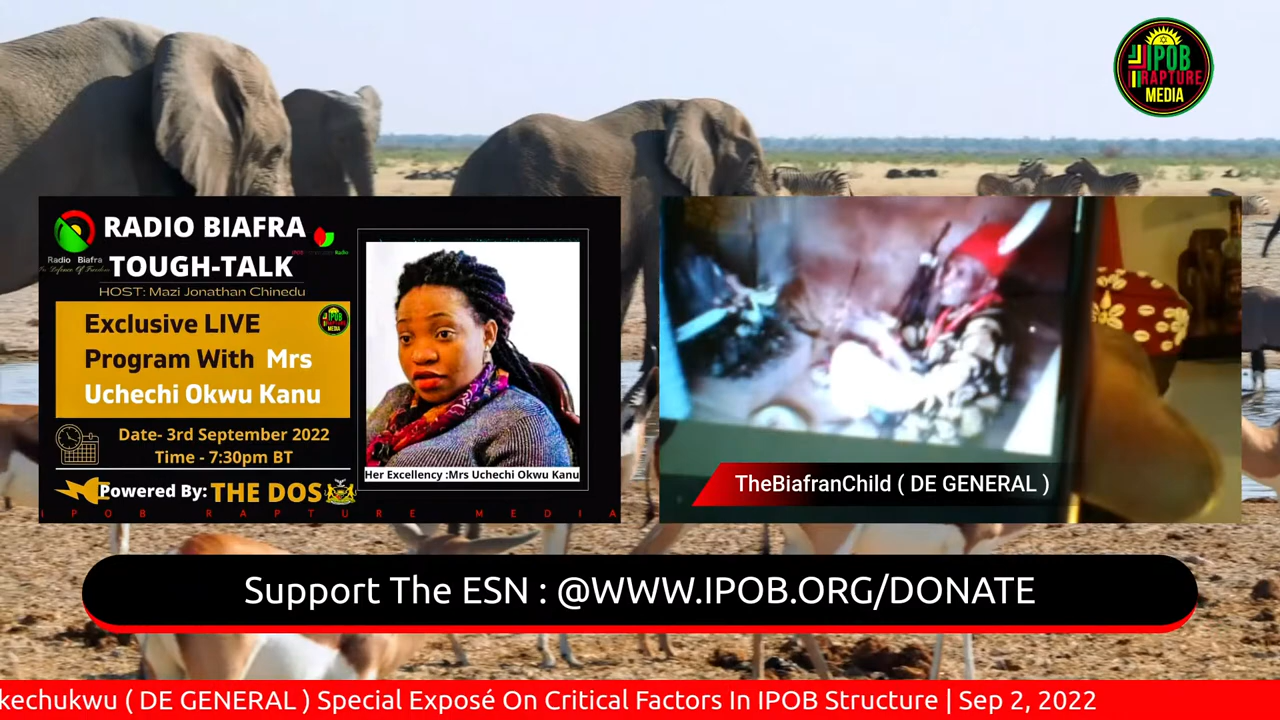 IPOB
RAPTURE
MEDIA
RADIO BIAFRA
TOUGH-TALK
Radio Biafra
HOST: Mazi Jonathan Chinedu
Exclusive LIVE
Program With Mrs
Uchechi Okwu Kanu
IPOB
RAPTURE
MEDIA
Date- 3rd September 2022
Time - 7:30pm BT
Powered By: THE DOS
Her Excellency :Mrs Uchechi Okwu Kanu
I P O B R A P T U R E M E D I A
TheBiafranChild ( DE GENERAL )
Support The ESN : @WWW.IPOB.ORG/DONATE
kechukwu ( DE GENERAL ) Special Exposé On Critical Factors In IPOB Structure | Sep 2, 2022